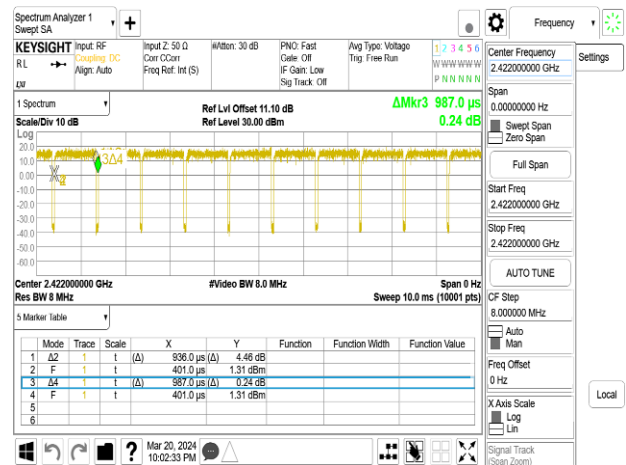 Spectrum Analyzer 1
Swept SA
Frequency
KEYSIGHT
RL
LXI
Input: RF
Coupling: DC
Align: Auto
Input Z: 50 Ω
Corr CCorr
Freq Ref: Int (S)
#Atten: 30 dB
PNO: Fast
Gate: Off
IF Gain: Low
Sig Track: Off
Avg Type: Voltage
Trig: Free Run
1 2 3 4 5 6
W W W W W W
P N N N N N
Center Frequency
2.422000000 GHz
Settings
Span
0.00000000 Hz
Swept Span
Zero Span
Full Span
Start Freq
2.422000000 GHz
Stop Freq
2.422000000 GHz
AUTO TUNE
CF Step
8.000000 MHz
Auto
Man
Freq Offset
0 Hz
X Axis Scale
Log
Lin
Local
Signal Track
(Span Zoom)
1 Spectrum
Scale/Div 10 dB
Ref Lvl Offset 11.10 dB
Ref Level 30.00 dBm
ΔMkr3 987.0 µs
0.24 dB
Log
20.0
10.0
0.00
-10.0
-20.0
-30.0
-40.0
-50.0
-60.0
3Δ4
Center 2.422000000 GHz
#Video BW 8.0 MHz
Span 0 Hz
Res BW 8 MHz
Sweep 10.0 ms (10001 pts)
5 Marker Table
Mode Trace Scale X Y Function Function Width Function Value
1 Δ2 1 t (Δ) 936.0 µs (Δ) 4.46 dB
2 F 1 t 401.0 µs 1.31 dBm
3 Δ4 1 t (Δ) 987.0 µs (Δ) 0.24 dB
4 F 1 t 401.0 µs 1.31 dBm
5
6
?
Mar 20, 2024
10:02:33 PM